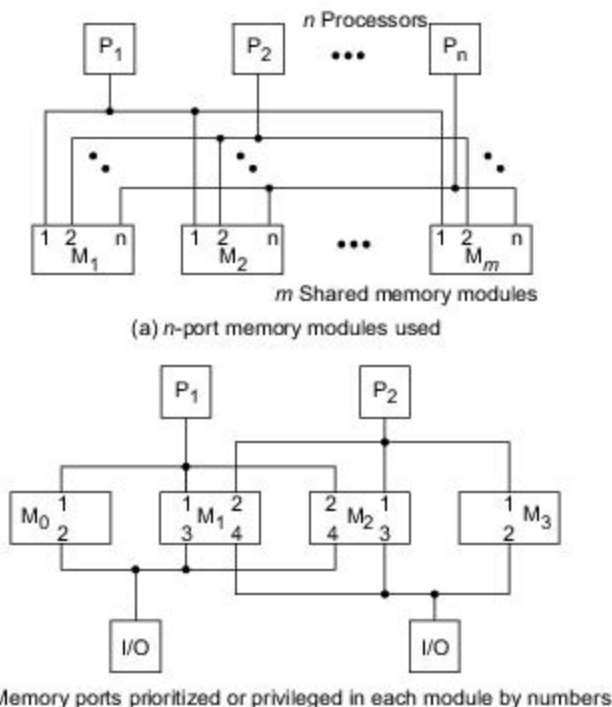 n Processors
P1 P2 ••• Pn
1 2 n 1 2 n 1 2 n
M1 M2 ••• Mm
m Shared memory modules
(a) n-port memory modules used
P1 P2
1 1 2 2 1 1
M0 M1 M2 M3
2 3 4 4 3 2
I/O I/O
Memory ports prioritized or privileged in each module by numbers